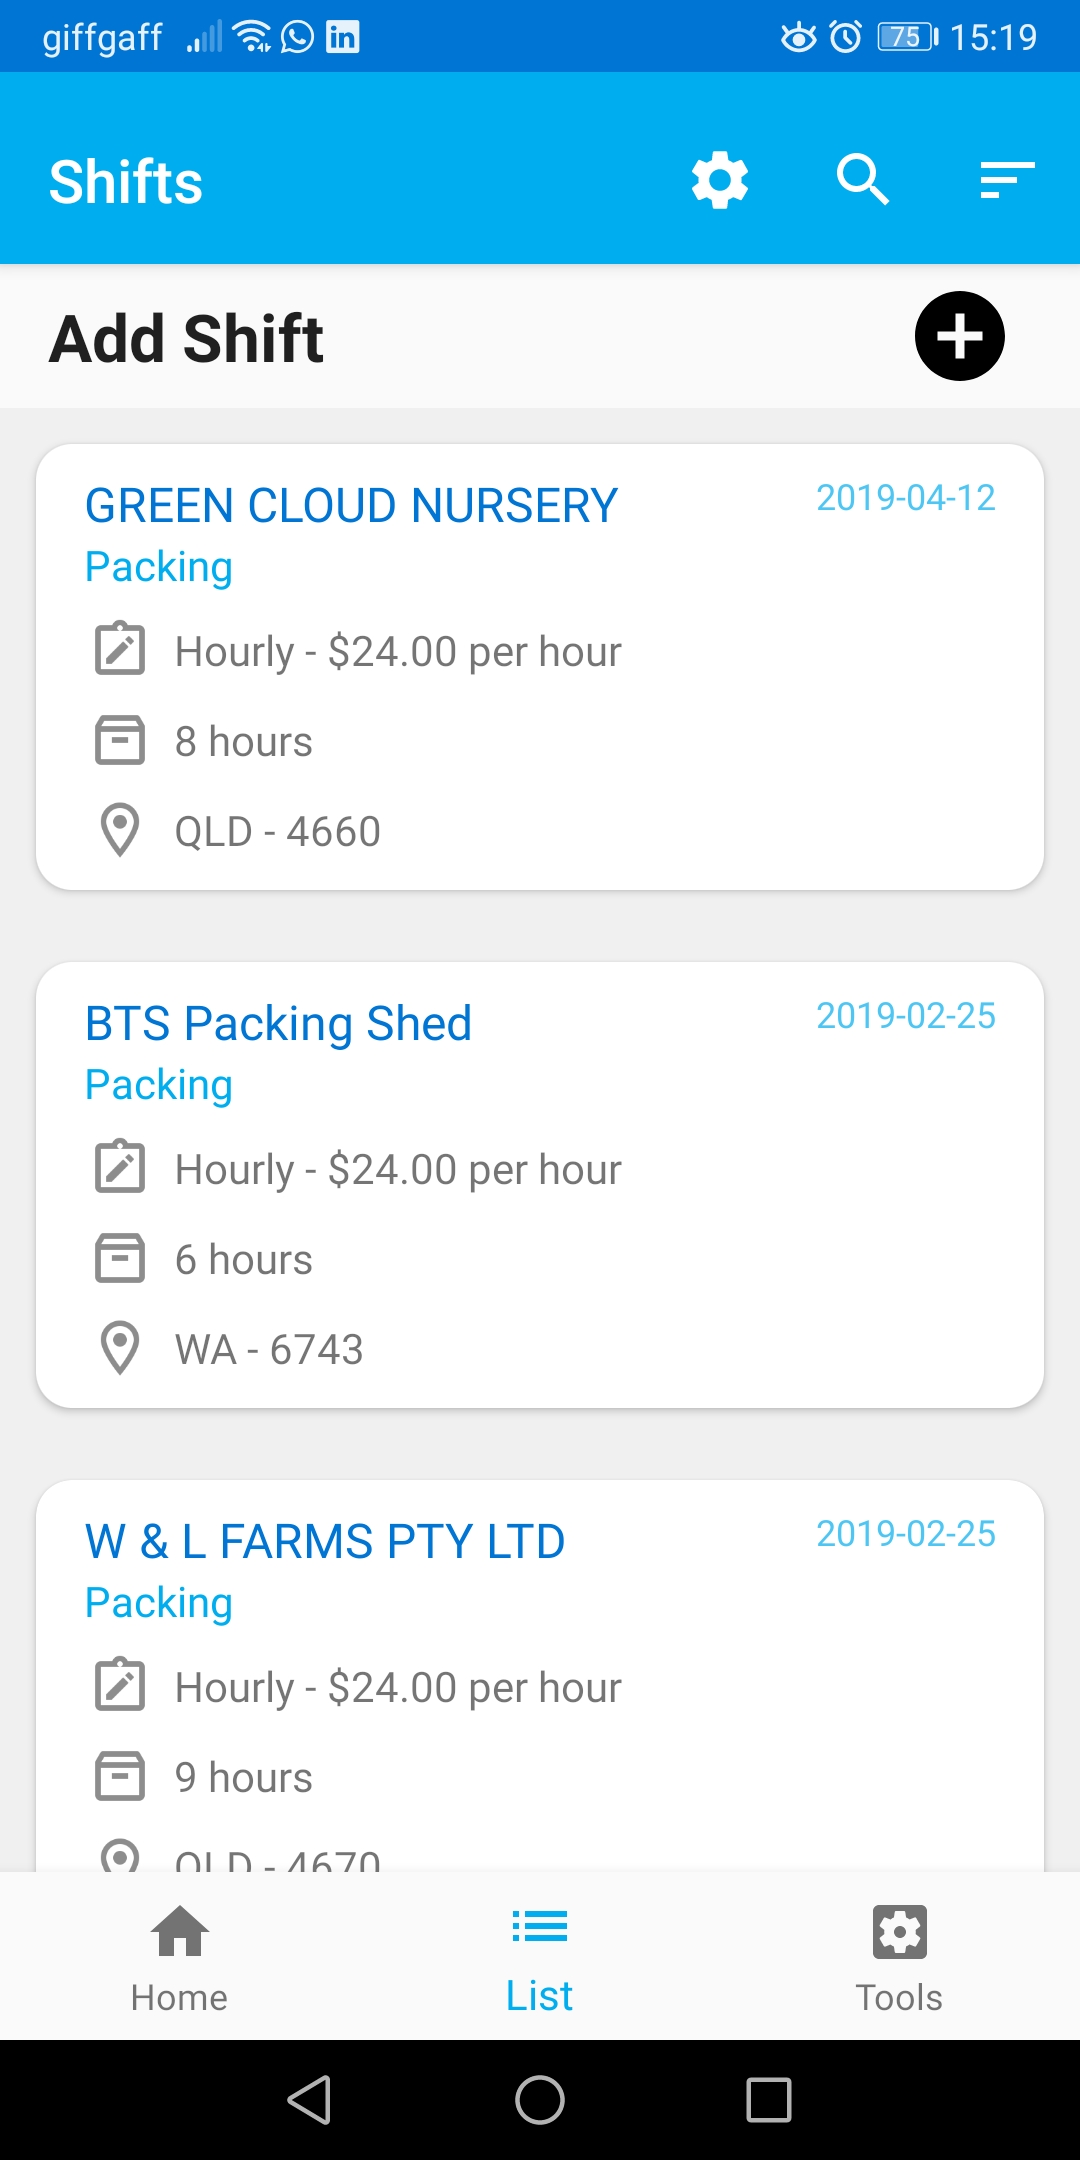 giffgaff 75 15:19
Shifts
Add Shift
GREEN CLOUD NURSERY 2019-04-12
Packing
Hourly - $24.00 per hour
8 hours
QLD - 4660
BTS Packing Shed 2019-02-25
Packing
Hourly - $24.00 per hour
6 hours
WA - 6743
W & L FARMS PTY LTD 2019-02-25
Packing
Hourly - $24.00 per hour
9 hours
QLD - 4670
Home List Tools